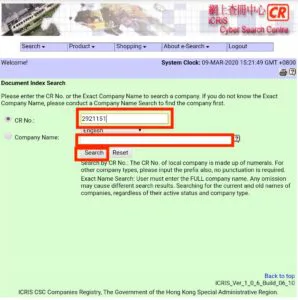 網上查冊中心 CR
ICRIS
Cyber Search Centre
Search Product Shopping About e-Search Logout
Welcome! System Clock: 09-MAR-2020 15:21:49 GMT +0800
Document Index Search
Please enter the CR No. or the Exact Company Name to search a company. If you do not know the Exact
Company Name, please conduct a Company Name Search to find the company first.
CR No.: 2921151
English
Company Name:
Search Reset
Search by CR No.: The CR No. of local company is made up of numerals. For
other company types, please input the prefix also, no punctuation is required.
Exact Name Search: User must enter the FULL company name. Any omission
may cause different search results. Searching for the current and old names of
companies, regardless of their active status and company type.
Back to top
ICRIS_Ver_1_0_6_Build_06_10
ICRIS CSC Companies Registry, The Government of the Hong Kong Special Administrative Region.